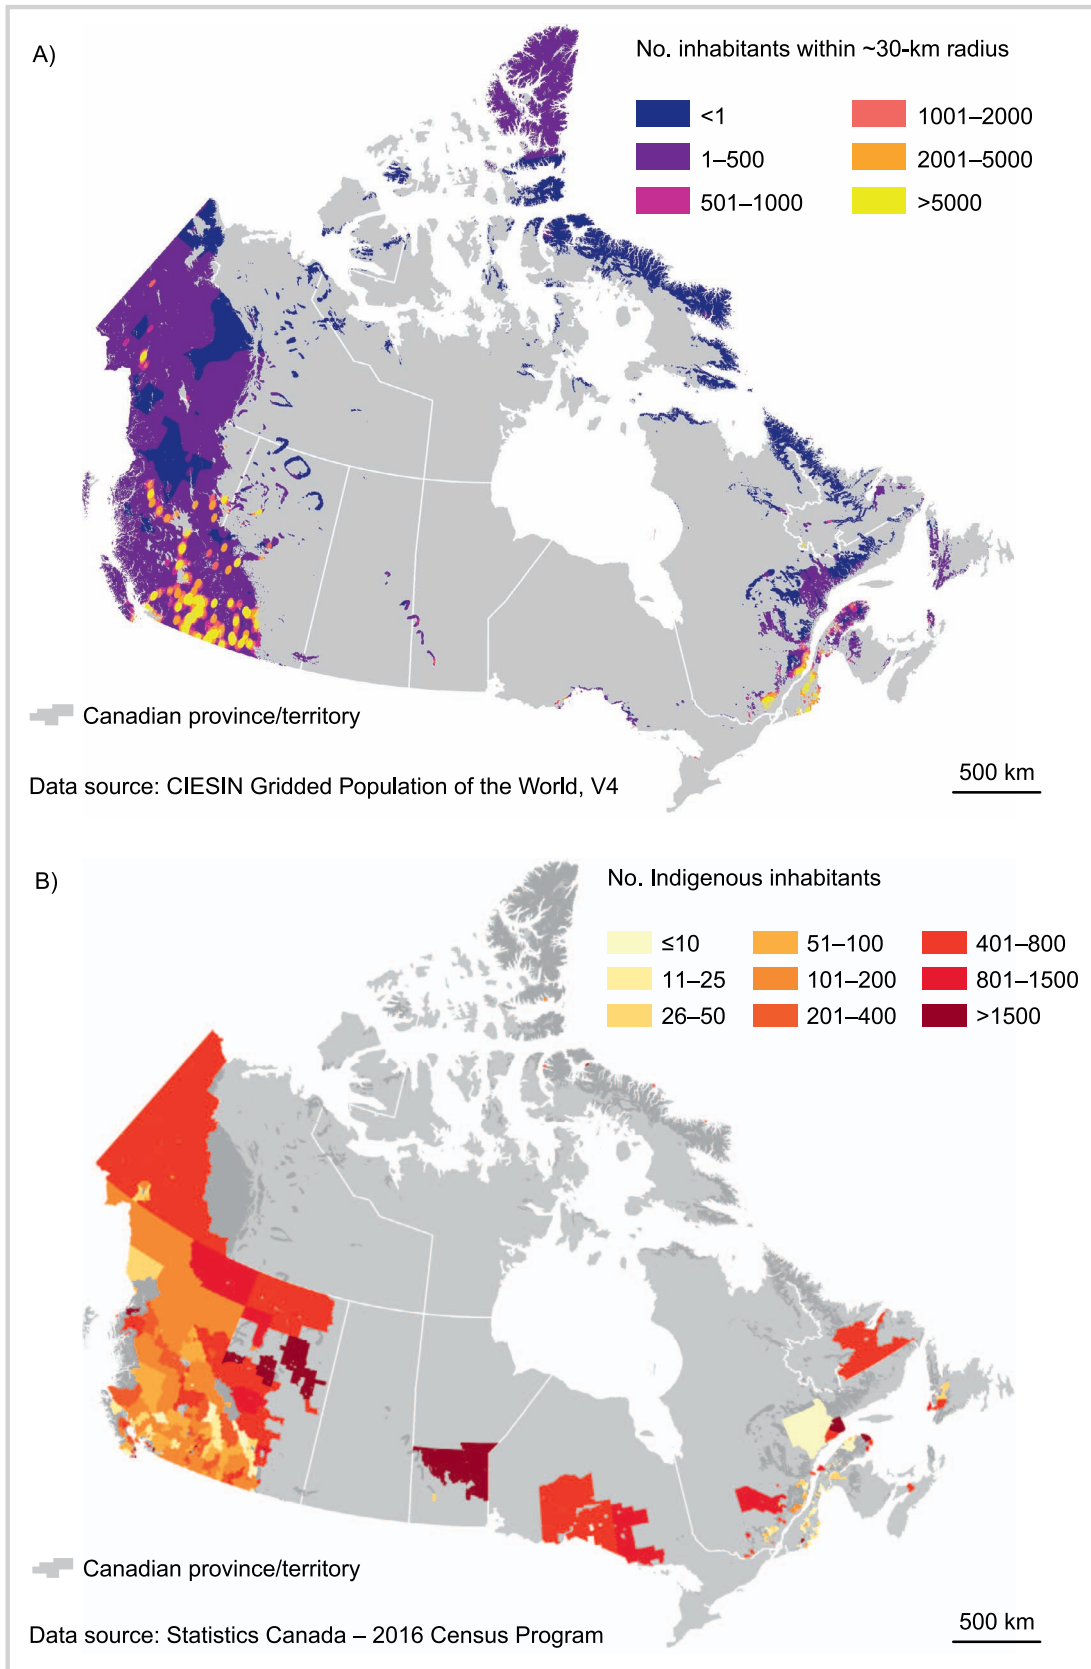 A)
No. inhabitants within ~30-km radius
<1
1001–2000
1–500
2001–5000
501–1000
>5000
Canadian province/territory
Data source: CIESIN Gridded Population of the World, V4
500 km
B)
No. Indigenous inhabitants
≤10
51–100
401–800
11–25
101–200
801–1500
26–50
201–400
>1500
Canadian province/territory
Data source: Statistics Canada – 2016 Census Program
500 km